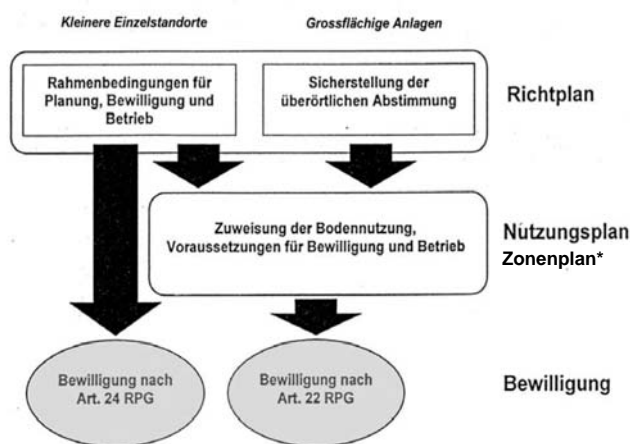 Kleinere Einzelstandorte
Grossflächige Anlagen
Rahmenbedingungen für
Planung, Bewilligung und
Betrieb
Sicherstellung der
überörtlichen Abstimmung
Richtplan
Zuweisung der Bodennutzung,
Voraussetzungen für Bewilligung und Betrieb
Nutzungsplan
Zonenplan*
Bewilligung nach
Art. 24 RPG
Bewilligung nach
Art. 22 RPG
Bewilligung